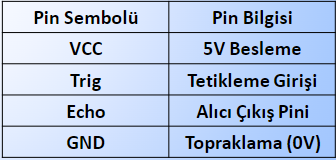 Pin Sembolü Pin Bilgisi
VCC 5V Besleme
Trig Tetikleme Girişi
Echo Alıcı Çıkış Pini
GND Topraklama (0V)